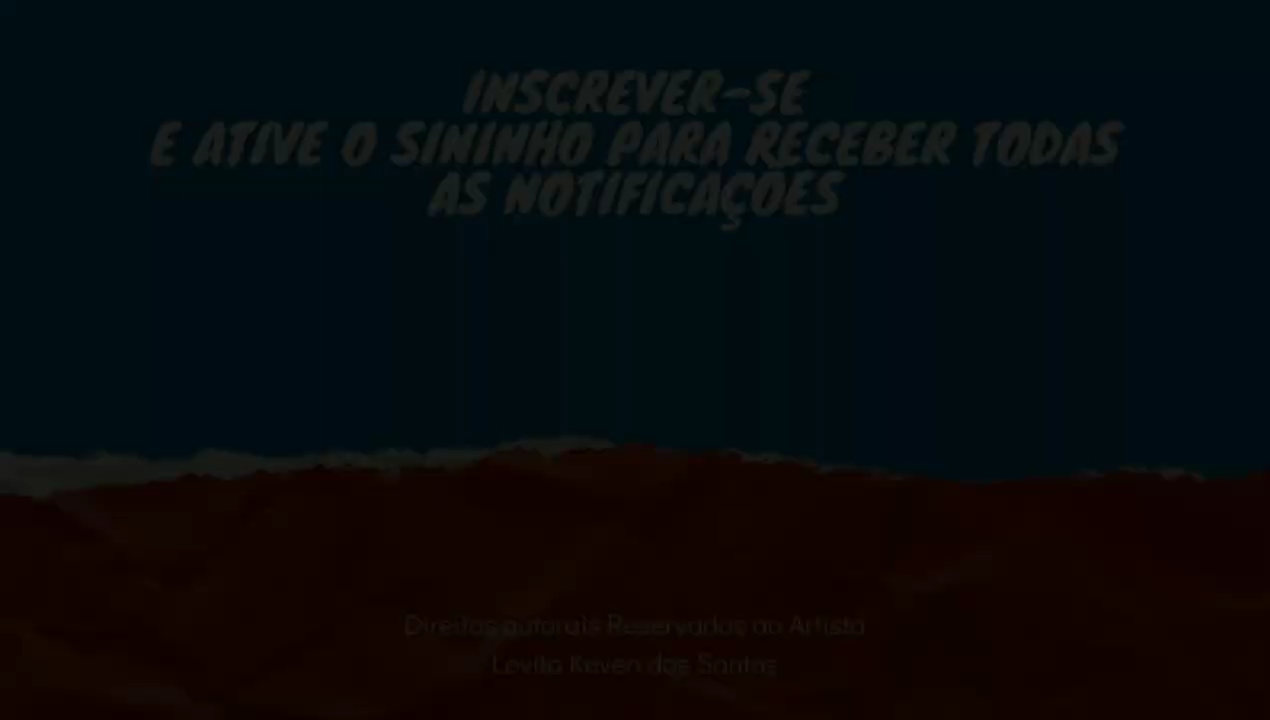 INSCREVER-SE
E ATIVE O SININHO PARA RECEBER TODAS
AS NOTIFICAÇÕES
Direitos autorais Reservados ao Artista
Levita Keven dos Santos